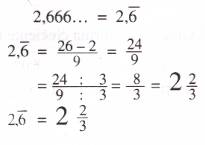 2,666... = 2,6̅
2,6̅ = 26 – 2 / 9 = 24 / 9
= 24 : 3 / 9 : 3 = 8 / 3 = 2 2/3
2,6̅ = 2 2/3